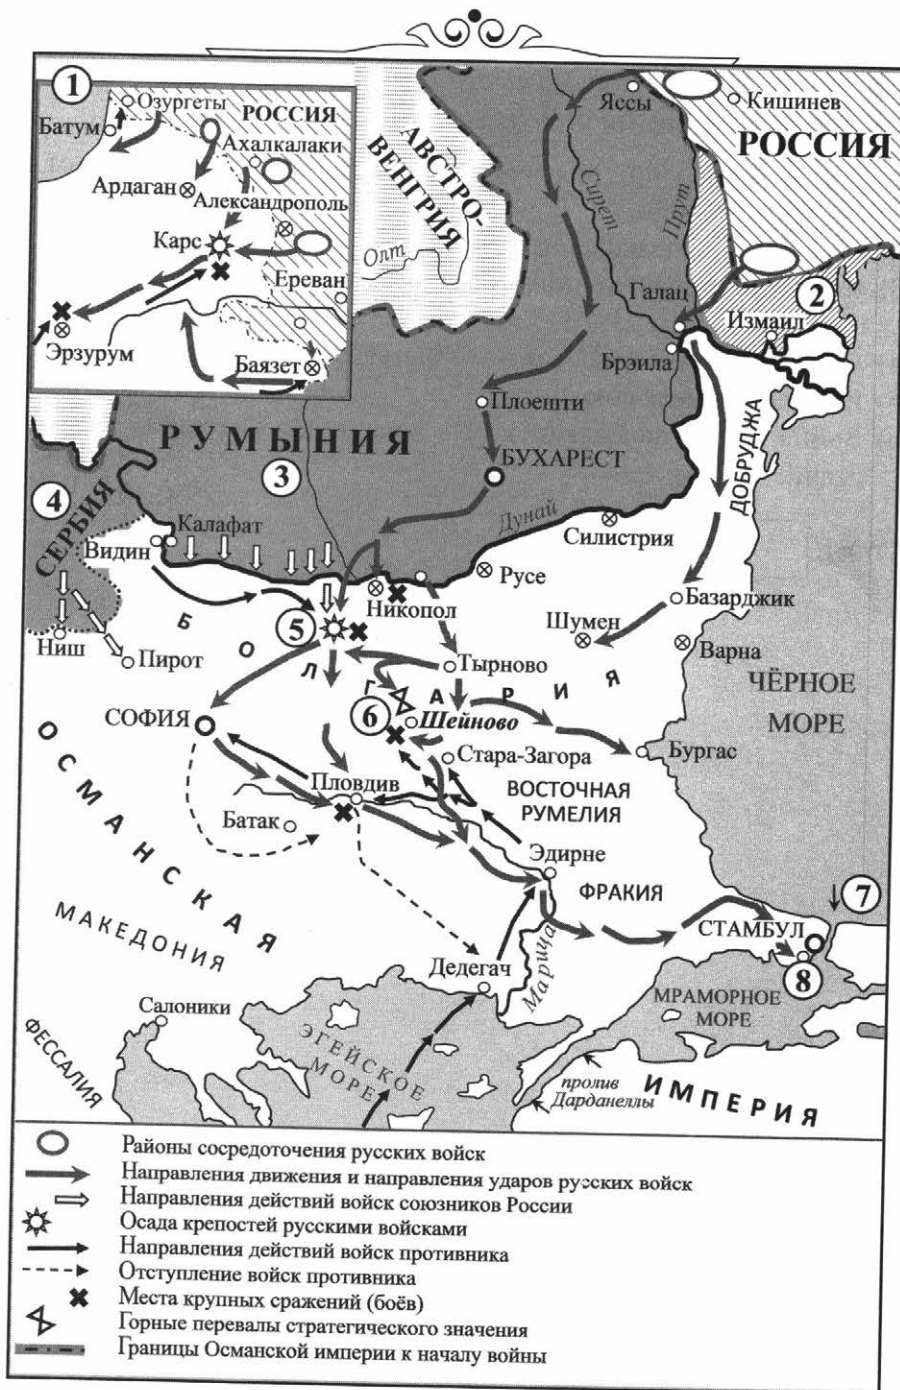 1
Озургеты
РОССИЯ
Батум
Ахалкалаки
Ардаган
Александрополь
Карс
Ереван
Эрзурум
Баязет
АВСТРО-
ВЕНГРИЯ
Олт
Яссы
Кишинев
РОССИЯ
Сирет
Прут
Галац
2
Измаил
Брэила
Плоешти
РУМЫНИЯ
3
БУХАРЕСТ
ДОБРУДЖА
4
СЕРБИЯ
Калафат
Видин
Дунай
Силистрия
Русе
Никопол
Базарджик
5
Шумен
Варна
Ниш
Пирот
Тырново
БОЛГАРИЯ
ЧЁРНОЕ
МОРЕ
СОФИЯ
6
Шейново
Бургас
Стара-Загора
Пловдив
ВОСТОЧНАЯ
РУМЕЛИЯ
Батак
Эдирне
ФРАКИЯ
7
ОСМАНСКАЯ
МАКЕДОНИЯ
СТАМБУЛ
Марица
Дедегач
8
МРАМОРНОЕ
МОРЕ
Салоники
ЭГЕЙСКОЕ
МОРЕ
ФЕССАЛИЯ
пролив
Дарданеллы
ИМПЕРИЯ
Районы сосредоточения русских войск
Направления движения и направления ударов русских войск
Направления действий войск союзников России
Осада крепостей русскими войсками
Направления действий войск противника
Отступление войск противника
Места крупных сражений (боёв)
Горные перевалы стратегического значения
Границы Османской империи к началу войны